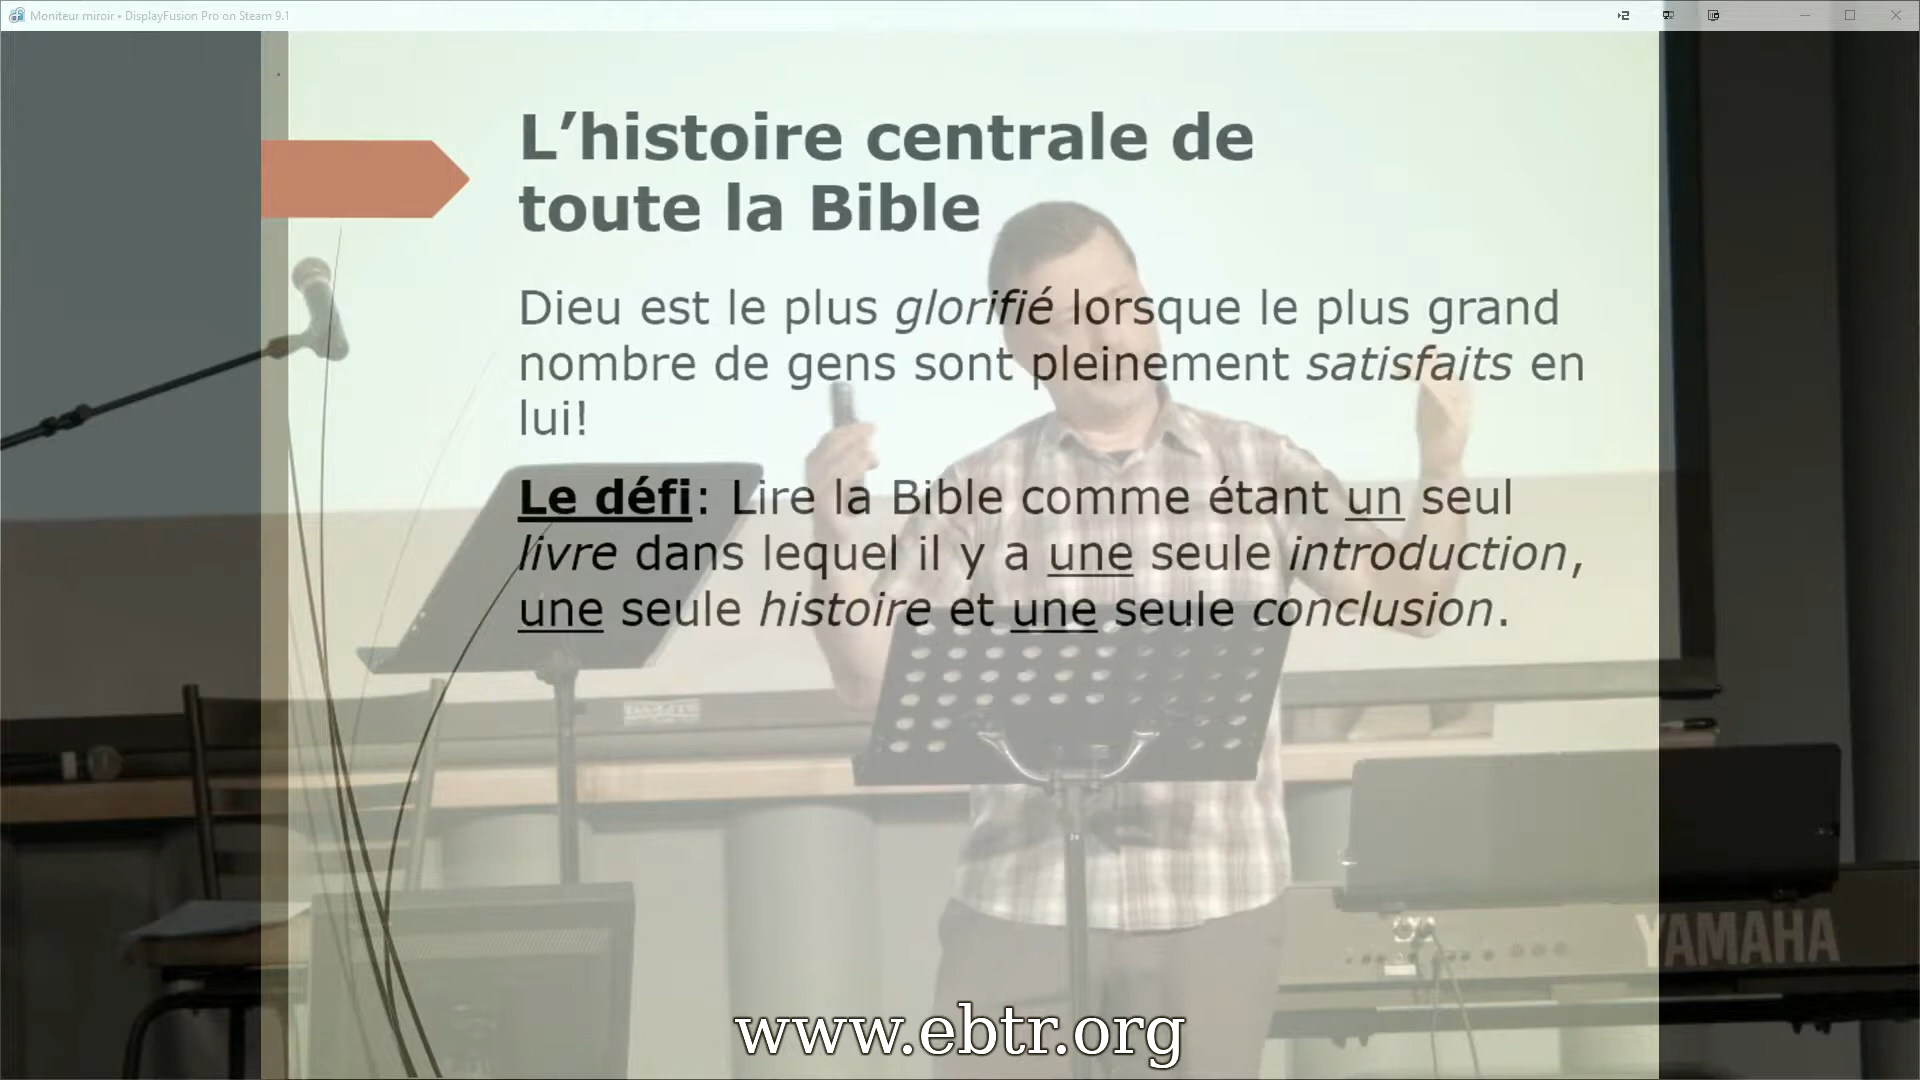 Moniteur miroir • DisplayFusion Pro on Steam 9.1
L’histoire centrale de
toute la Bible
Dieu est le plus glorifié lorsque le plus grand
nombre de gens sont pleinement satisfaits en
lui!
Le défi: Lire la Bible comme étant un seul
livre dans lequel il y a une seule introduction,
une seule histoire et une seule conclusion.
YAMAHA
www.ebtr.org